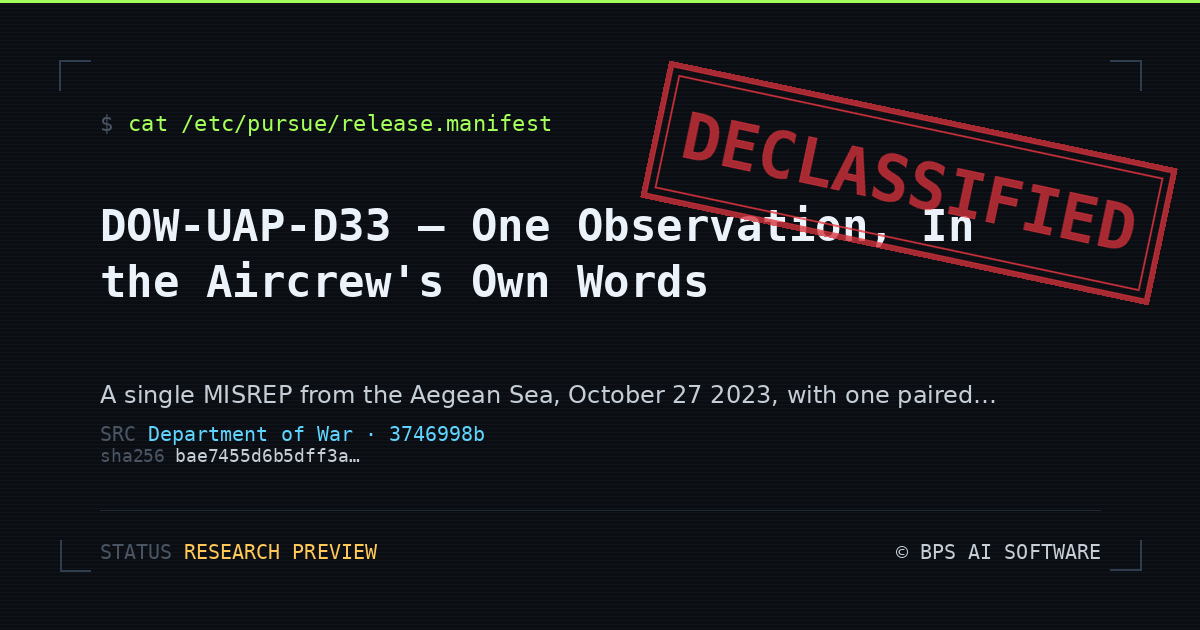 $ cat /etc/pursue/release.manifest
DECLASSIFIED
DOW-UAP-D33 — One Observation, In
the Aircrew's Own Words
A single MISREP from the Aegean Sea, October 27 2023, with one paired…
SRC Department of War · 3746998b
sha256 bae7455d6b5dff3a…
STATUS RESEARCH PREVIEW
© BPS AI SOFTWARE